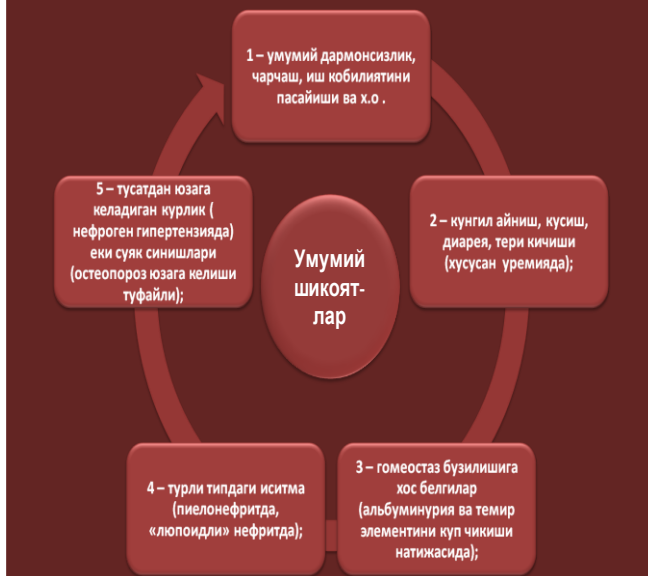 1 – умумий дармонсизлик,
чарчаш, иш кобилиятини
пасайиши ва х.о .
2 – кунгил айниш, кусиш,
диарея, тери кичиши
(хусусан уремияда);
3 – гомеостаз бузилишига
хос белгилар
(альбуминурия ва темир
элементини куп чикиши
натижасида);
4 – турли типдаги иситма
(пиелонефритда,
«люпоидли» нефритда);
5 – тусатдан юзага
келадиган курлик (
нефроген гипертензияда)
еки суяк синишлари
(остеопороз юзага келиши
туфайли);
Умумий
шикоят-
лар